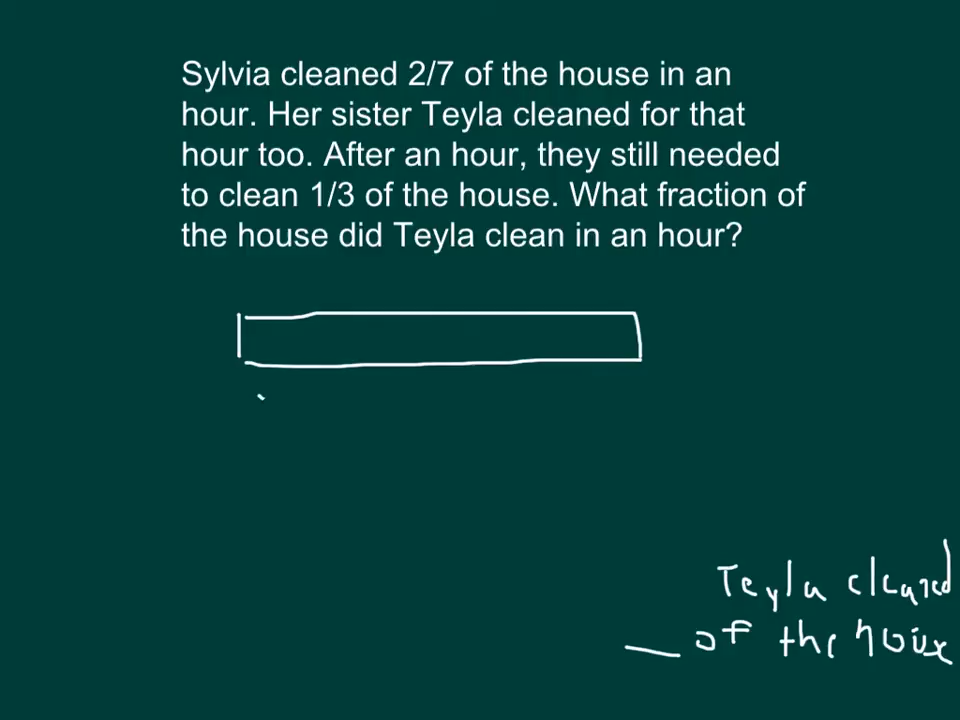 Sylvia cleaned 2/7 of the house in an
hour. Her sister Teyla cleaned for that
hour too. After an hour, they still needed
to clean 1/3 of the house. What fraction of
the house did Teyla clean in an hour?
Teyla cleaned
__ of the house